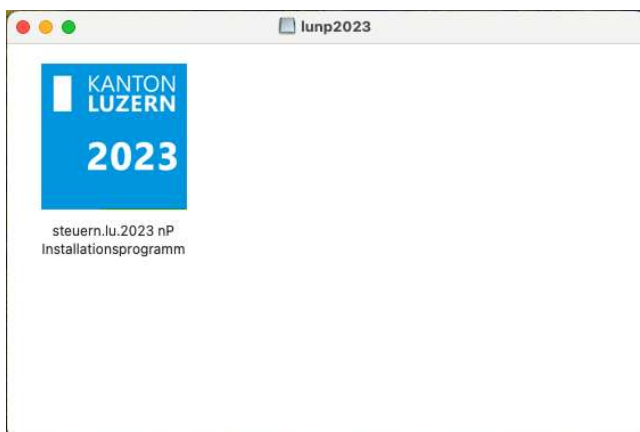 lunp2023
KANTON
LUZERN
2023
steuern.lu.2023 nP
Installationsprogramm